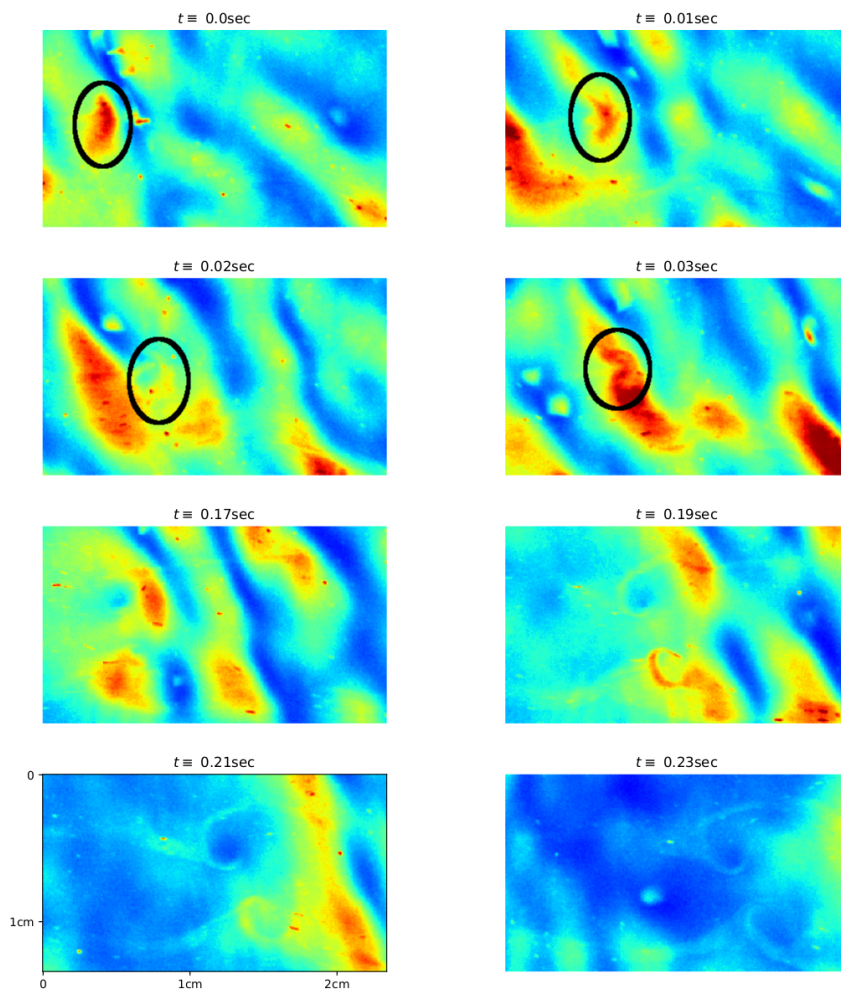 t ≡ 0.0sec
t ≡ 0.01sec
t ≡ 0.02sec
t ≡ 0.03sec
t ≡ 0.17sec
t ≡ 0.19sec
t ≡ 0.21sec
t ≡ 0.23sec
0
1cm
0
1cm
2cm